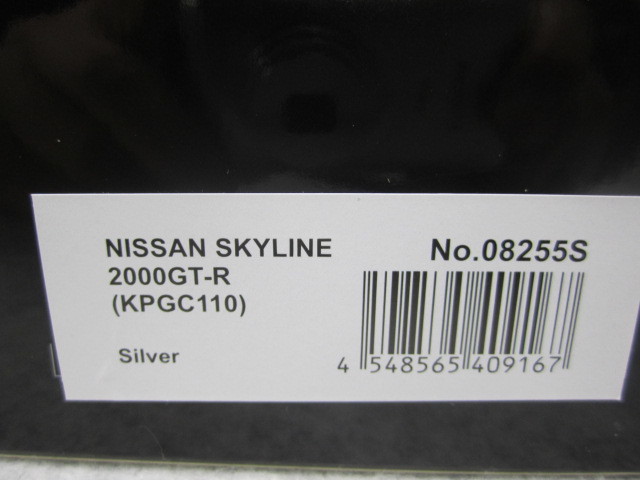 NISSAN SKYLINE
2000GT-R
(KPGC110)
Silver
No.08255S
4 548565 409167